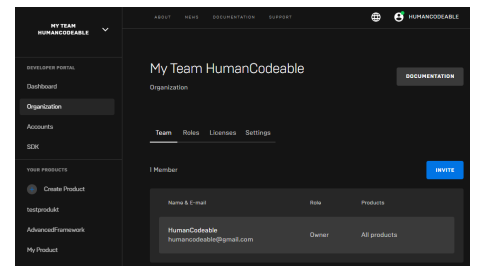 MY TEAM
HUMANCODEABLE
ABOUT NEWS DOCUMENTATION SUPPORT
HUMANCODEABLE
DEVELOPER PORTAL
Dashboard
Organization
Accounts
SDK
YOUR PRODUCTS
Create Product
testprodukt
AdvancedFramework
My Product
My Team HumanCodeable
Organization
DOCUMENTATION
Team Roles Licenses Settings
1 Member
INVITE
Name & E-mail Role Products
HumanCodeable
humancodeable@gmail.com
Owner All products